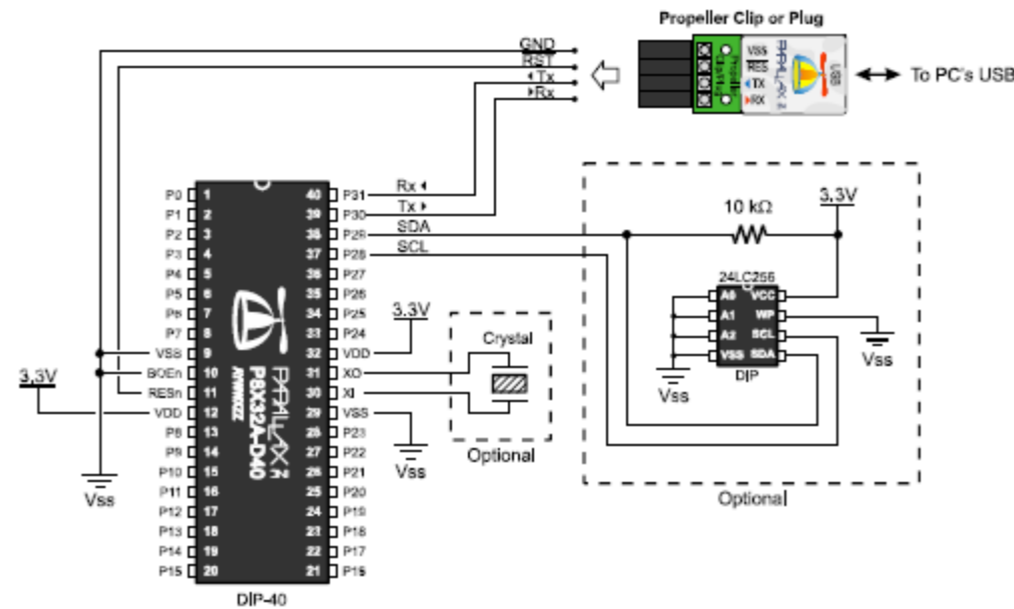 Propeller Clip or Plug
GND
RST
Tx
Rx
VSS
RES
TX
RX
Propeller
Clip/Plug
PARALLAX
USB
To PC's USB
P0 1 40 P31 Rx
P1 2 39 P30 Tx
P2 3 38 P29 SDA
P3 4 37 P28 SCL
P4 5 36 P27
P5 6 35 P26
P6 7 34 P25
P7 8 33 P24
VSS 9 32 VDD 3.3V
BOEn 10 31 XO
RESn 11 30 XI
3.3V VDD 12 29 VSS
P8 13 28 P23
P9 14 27 P22
P10 15 26 P21
P11 16 25 P20
P12 17 24 P19
P13 18 23 P18
P14 19 22 P17
P15 20 21 P16
Vss
Vss
PARALLAX
P8X32A-D40
DIP-40
Crystal
Optional
10 kΩ
3.3V
24LC256
A0 VCC
A1 WP
A2 SCL
VSS SDA
DIP
Vss
Vss
Optional